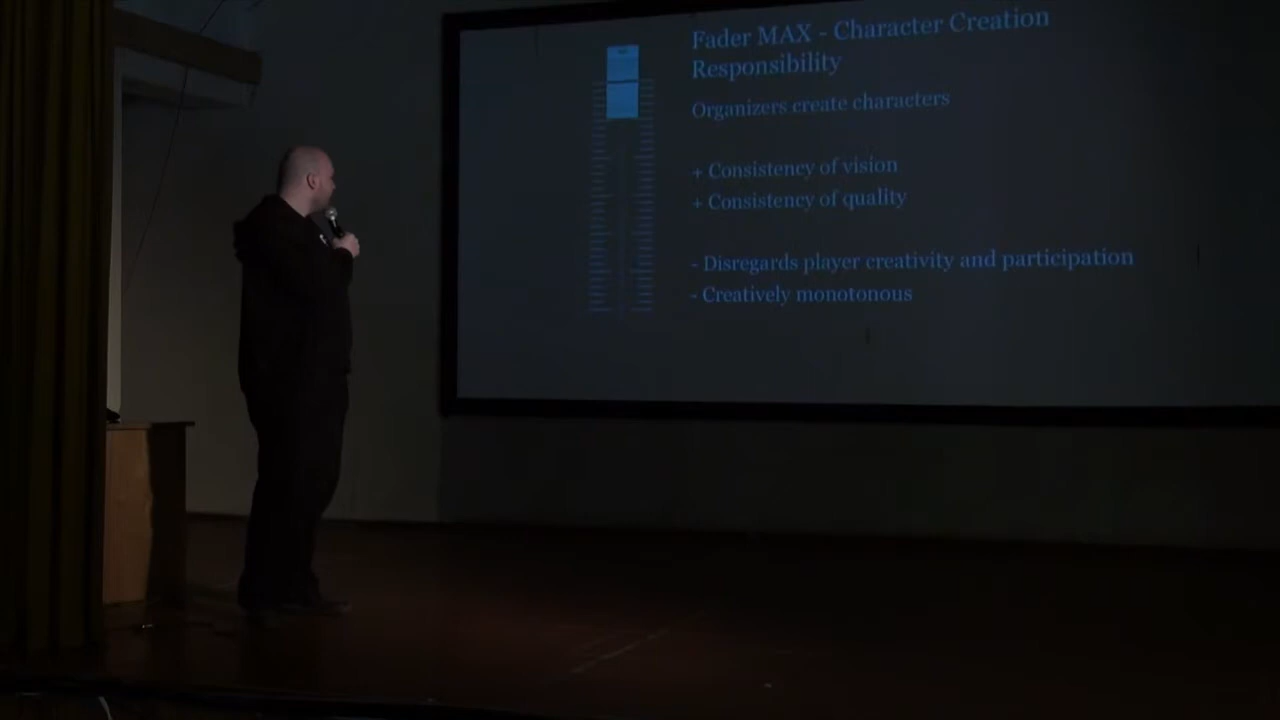 Fader MAX - Character Creation
Responsibility
Organizers create characters
+ Consistency of vision
+ Consistency of quality
- Disregards player creativity and participation
- Creatively monotonous